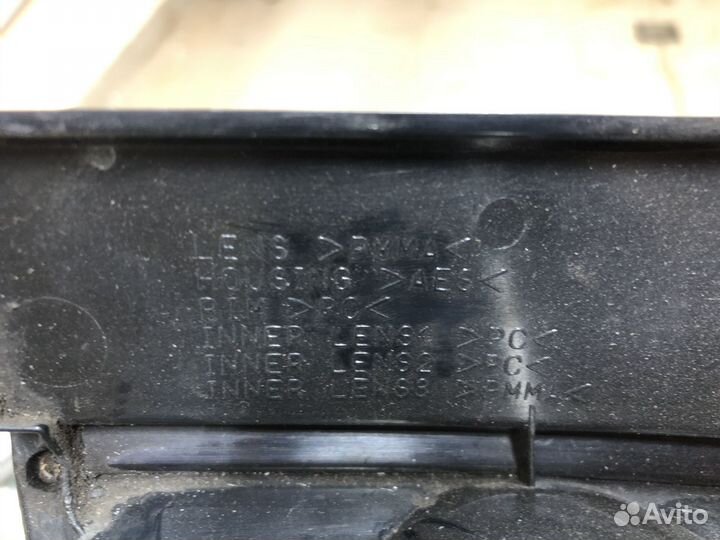 LENS >PMMA<
HOUSING >AES<
RIM >PC<
INNER LENS1 >PC<
INNER LENS2 >PC<
INNER LENS3 >PMMA<
Avito